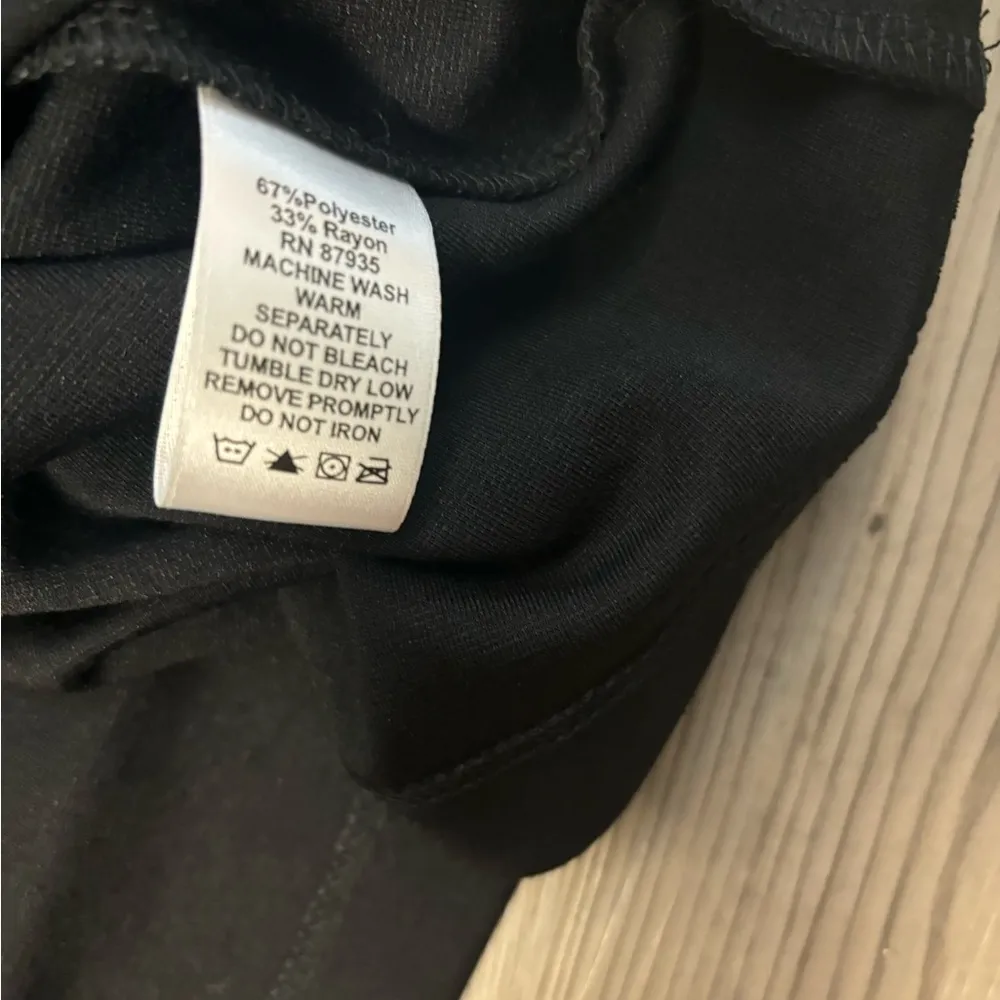 67%Polyester
33% Rayon
RN 87935
MACHINE WASH
WARM
SEPARATELY
DO NOT BLEACH
TUMBLE DRY LOW
REMOVE PROMPTLY
DO NOT IRON